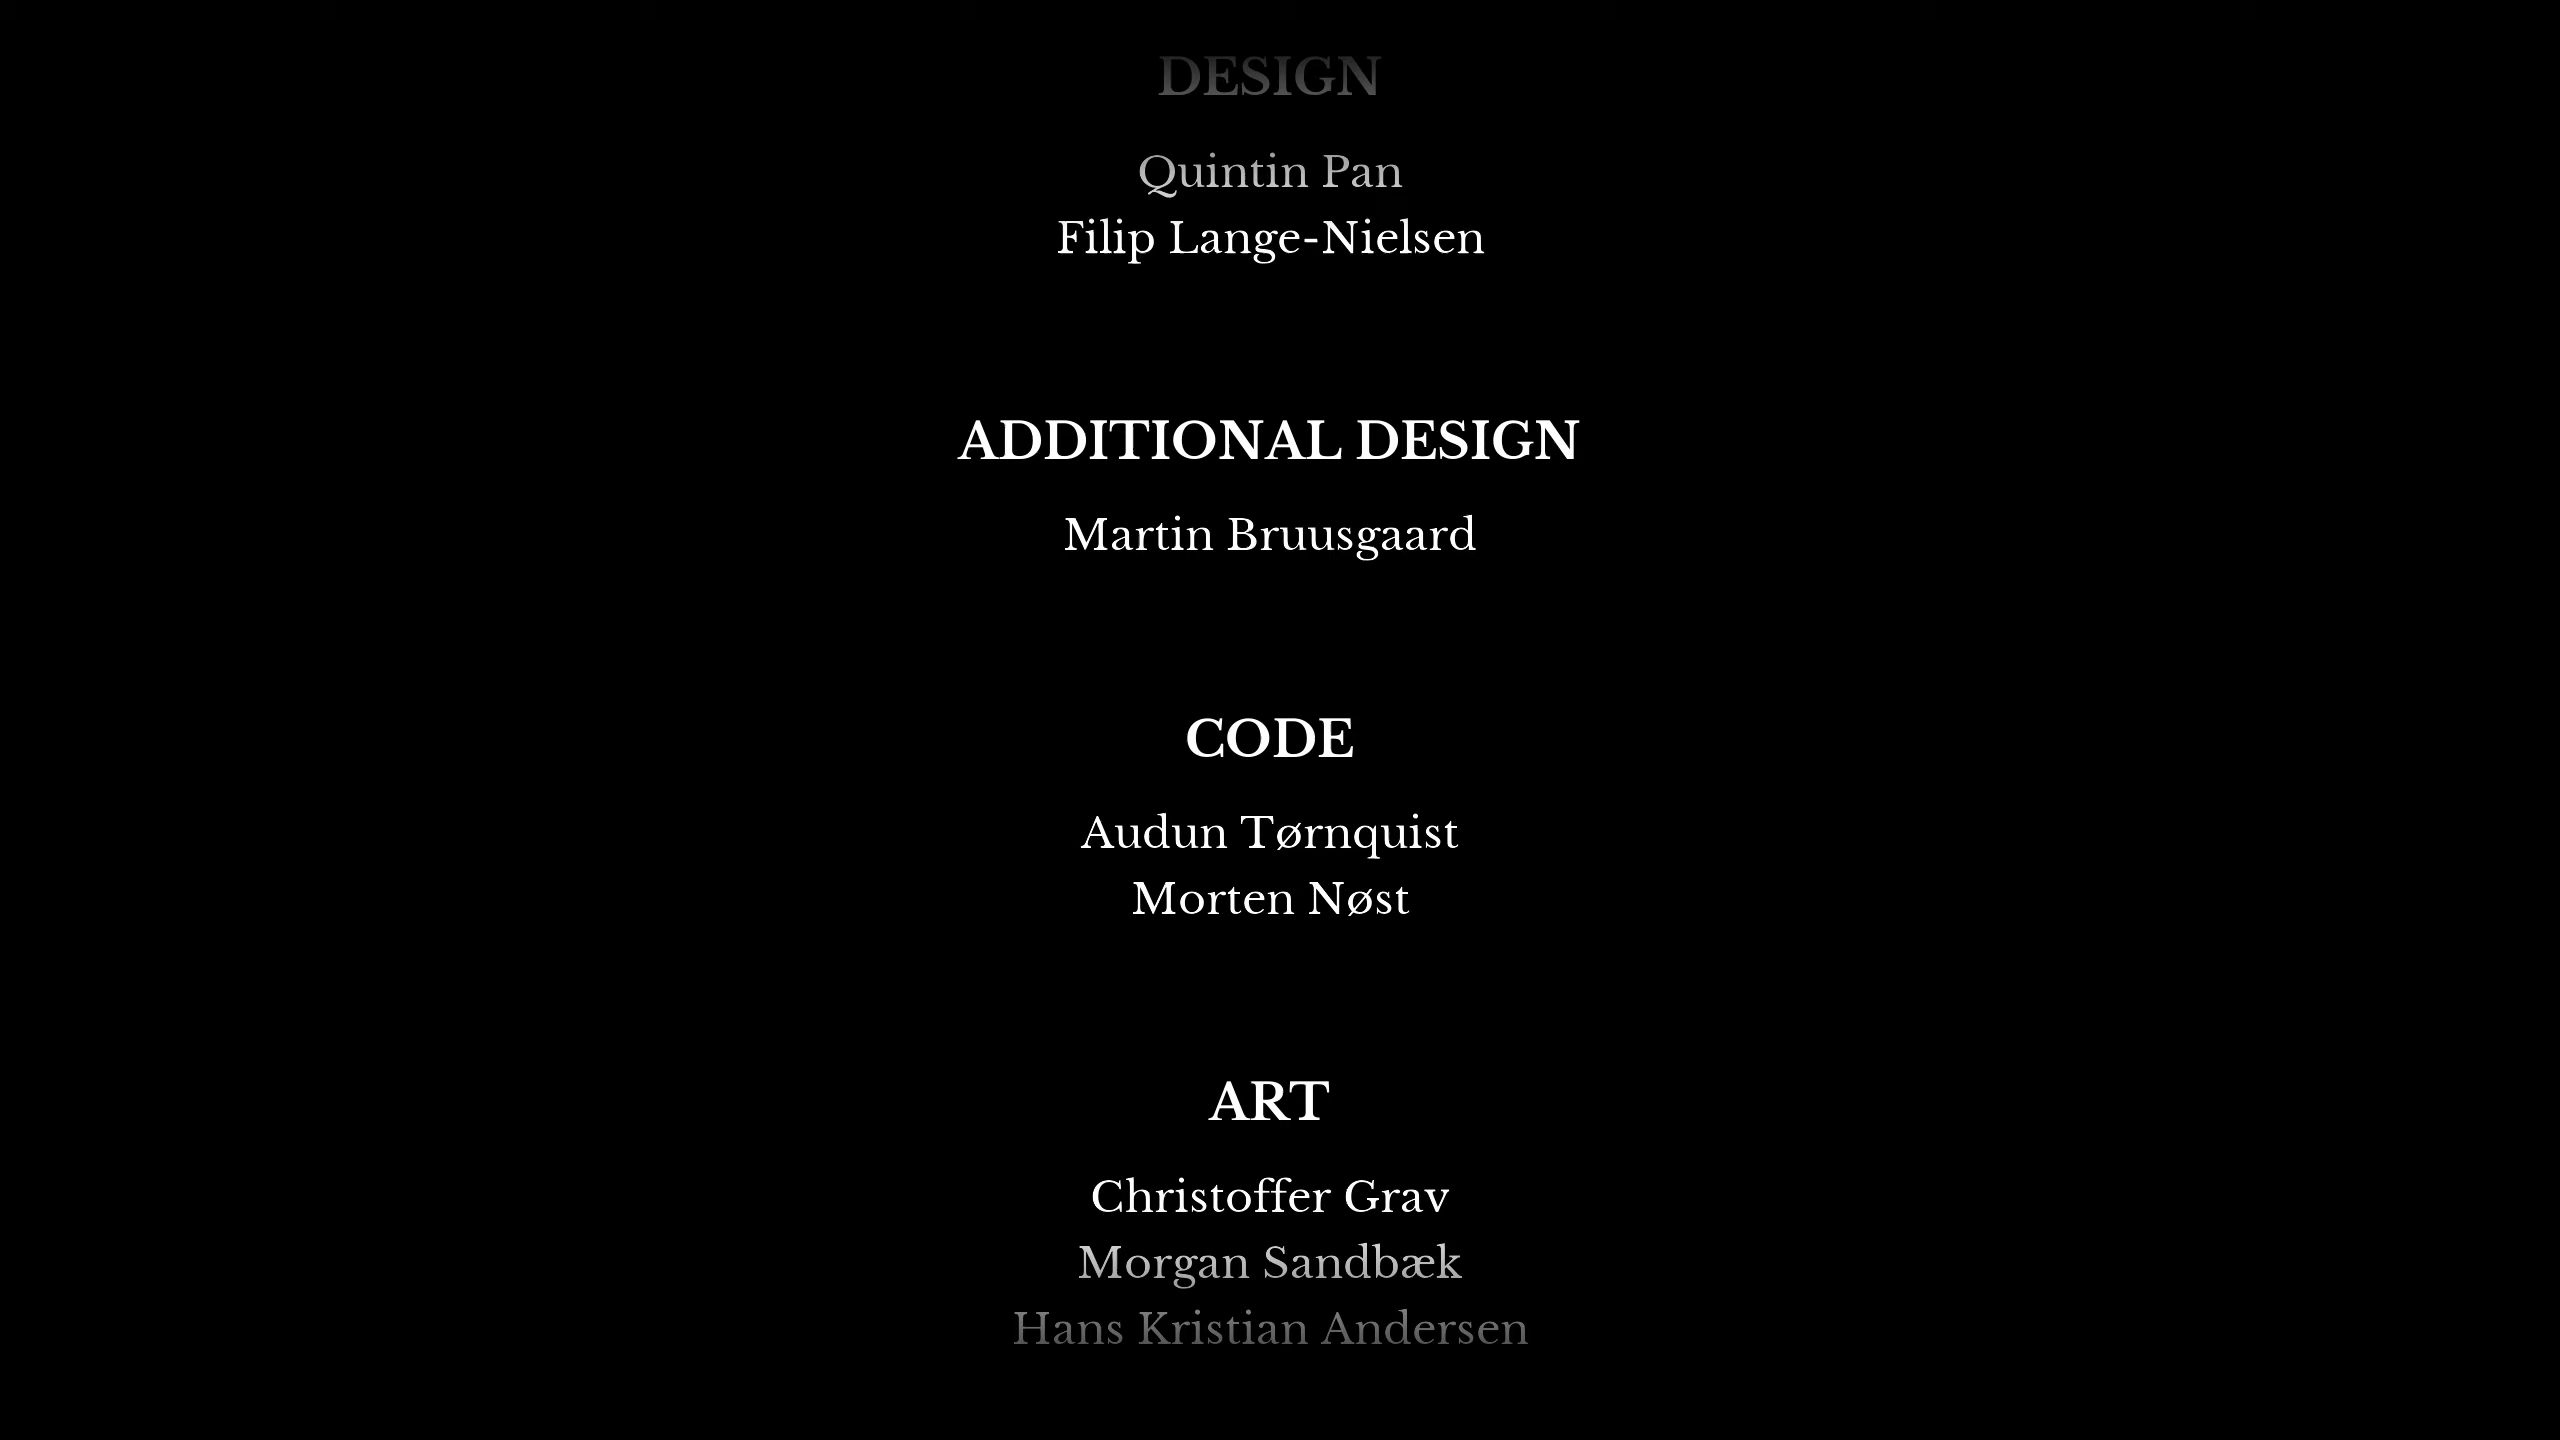 DESIGN
Quintin Pan
Filip Lange-Nielsen
ADDITIONAL DESIGN
Martin Bruusgaard
CODE
Audun Tørnquist
Morten Nøst
ART
Christoffer Grav
Morgan Sandbæk
Hans Kristian Andersen